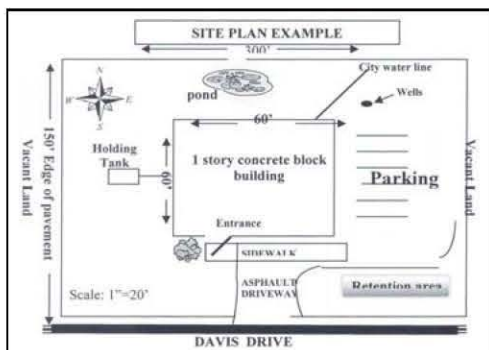 SITE PLAN EXAMPLE
300'
City water line
N
W E
S
pond
Wells
60'
Holding
Tank
1 story concrete block
building
60'
Parking
Vacant Land
150' Edge of pavement
Vacant Land
Entrance
SIDEWALK
Scale: 1"=20'
ASPHAULT
DRIVEWAY
Retention area
DAVIS DRIVE